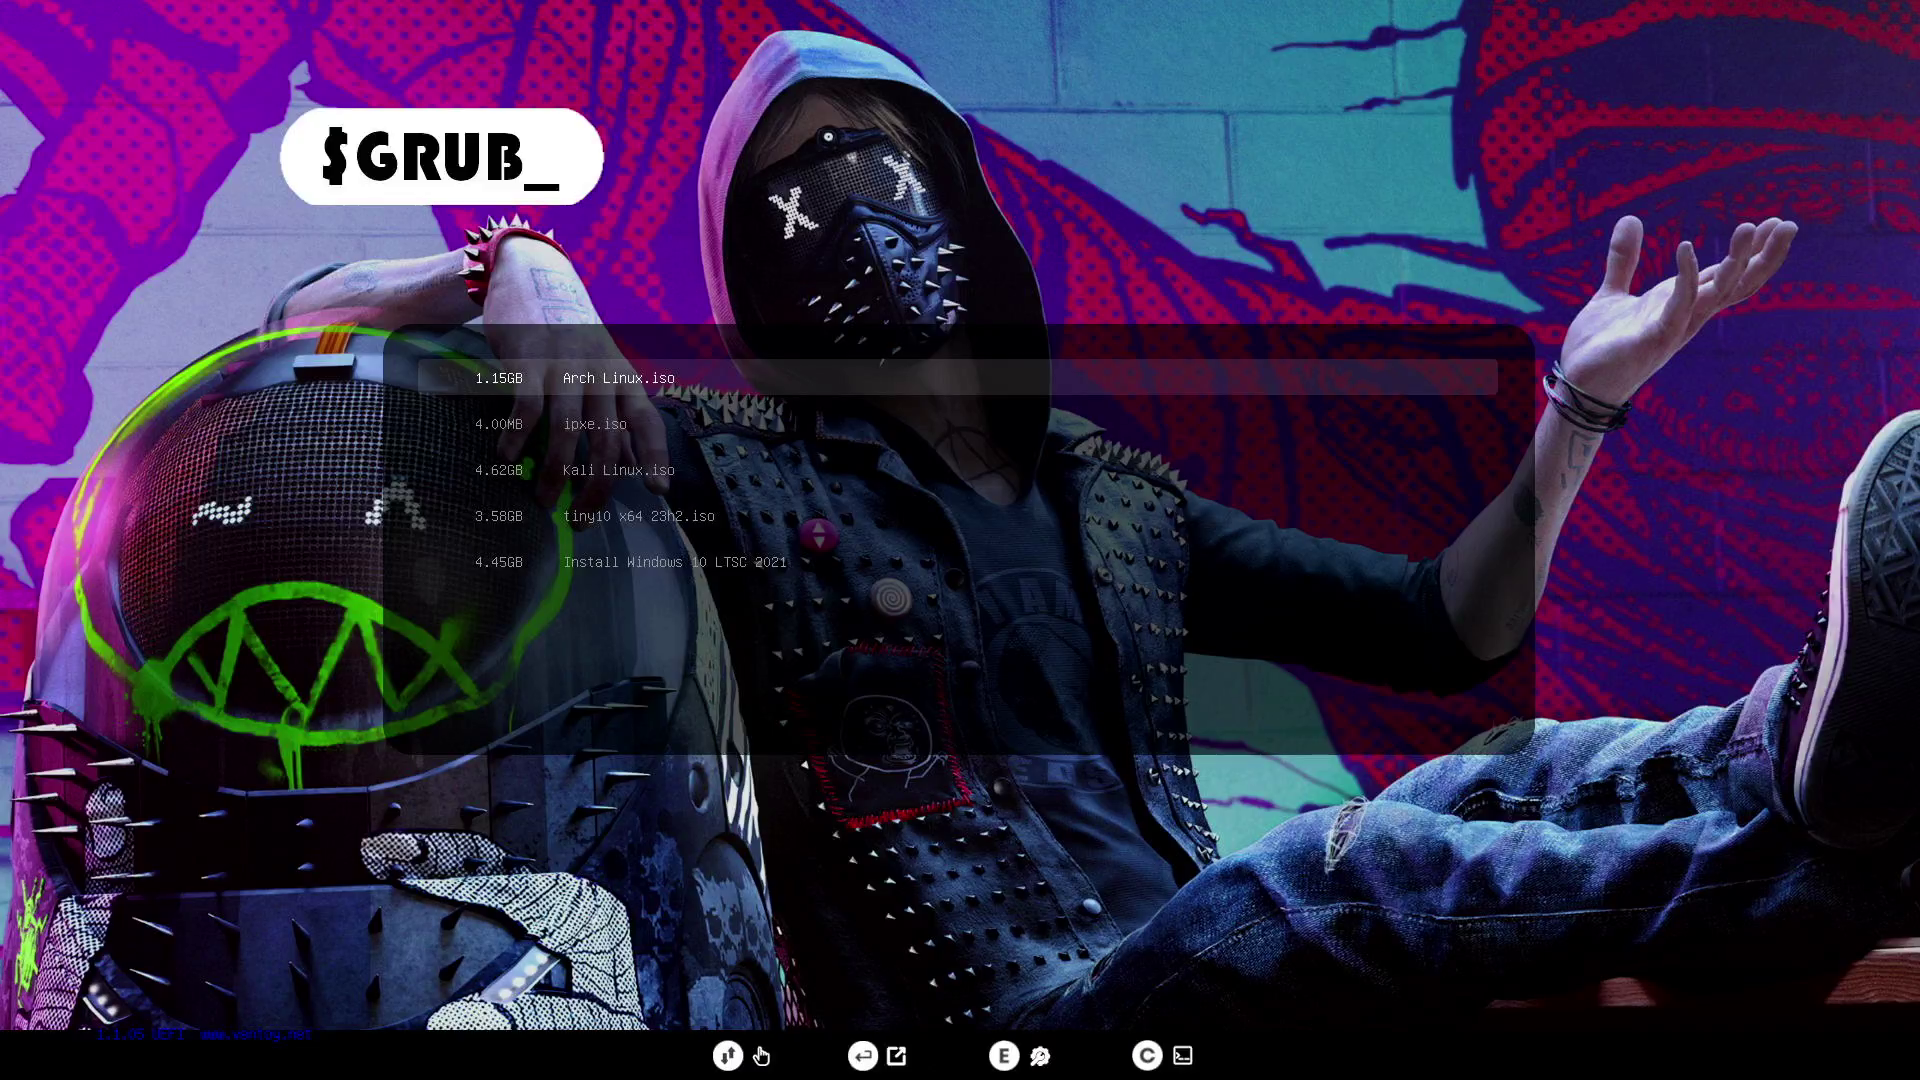 $GRUB_
1.15GB Arch Linux.iso
4.00MB ipxe.iso
4.62GB Kali Linux.iso
3.58GB tiny10 x64 23h2.iso
4.45GB Install Windows 10 LTSC 2021
1.1.05 UEFI www.ventoy.net
E
C